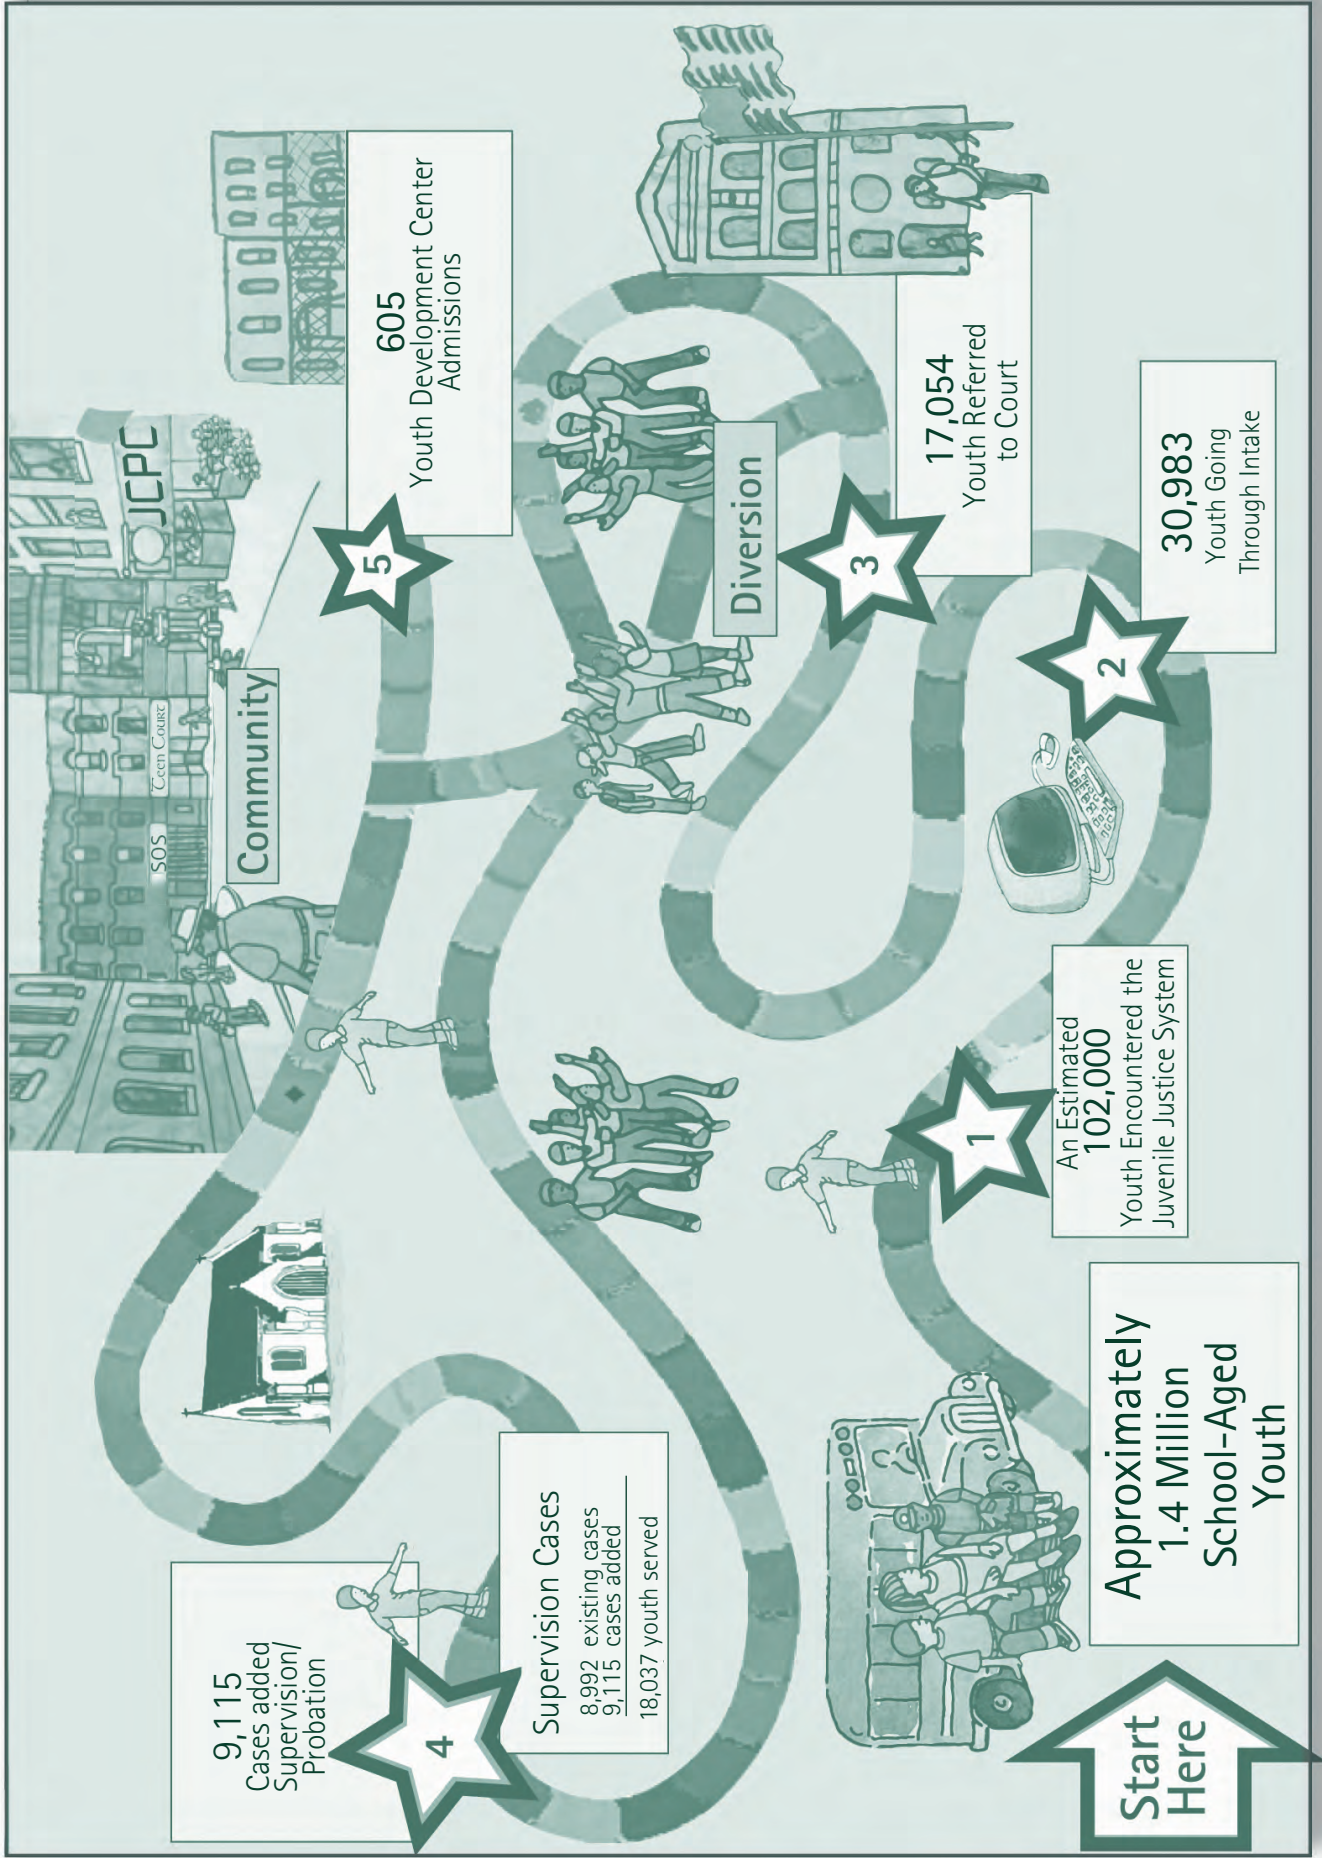 Start
Here
Approximately
1.4 Million
School-Aged
Youth
1
An Estimated
102,000
Youth Encountered the
Juvenile Justice System
2
30,983
Youth Going
Through Intake
3
17,054
Youth Referred
to Court
Diversion
4
9,115
Cases added
Supervision/
Probation
Supervision Cases
8,992 existing cases
9,115 cases added
18,037 youth served
5
605
Youth Development Center
Admissions
Community
SOS
Teen Court
JCPC